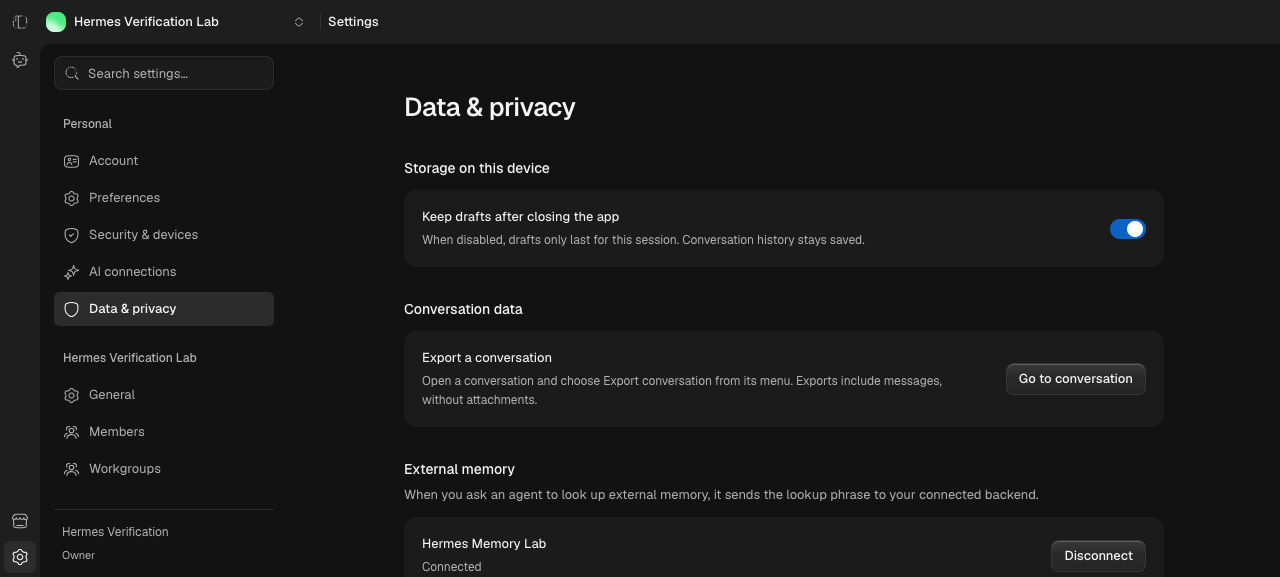 Hermes Verification Lab
Settings
Search settings...
Personal
Account
Preferences
Security & devices
AI connections
Data & privacy
Hermes Verification Lab
General
Members
Workgroups
Hermes Verification
Owner
Data & privacy
Storage on this device
Keep drafts after closing the app
When disabled, drafts only last for this session. Conversation history stays saved.
Conversation data
Export a conversation
Open a conversation and choose Export conversation from its menu. Exports include messages,
without attachments.
Go to conversation
External memory
When you ask an agent to look up external memory, it sends the lookup phrase to your connected backend.
Hermes Memory Lab
Connected
Disconnect